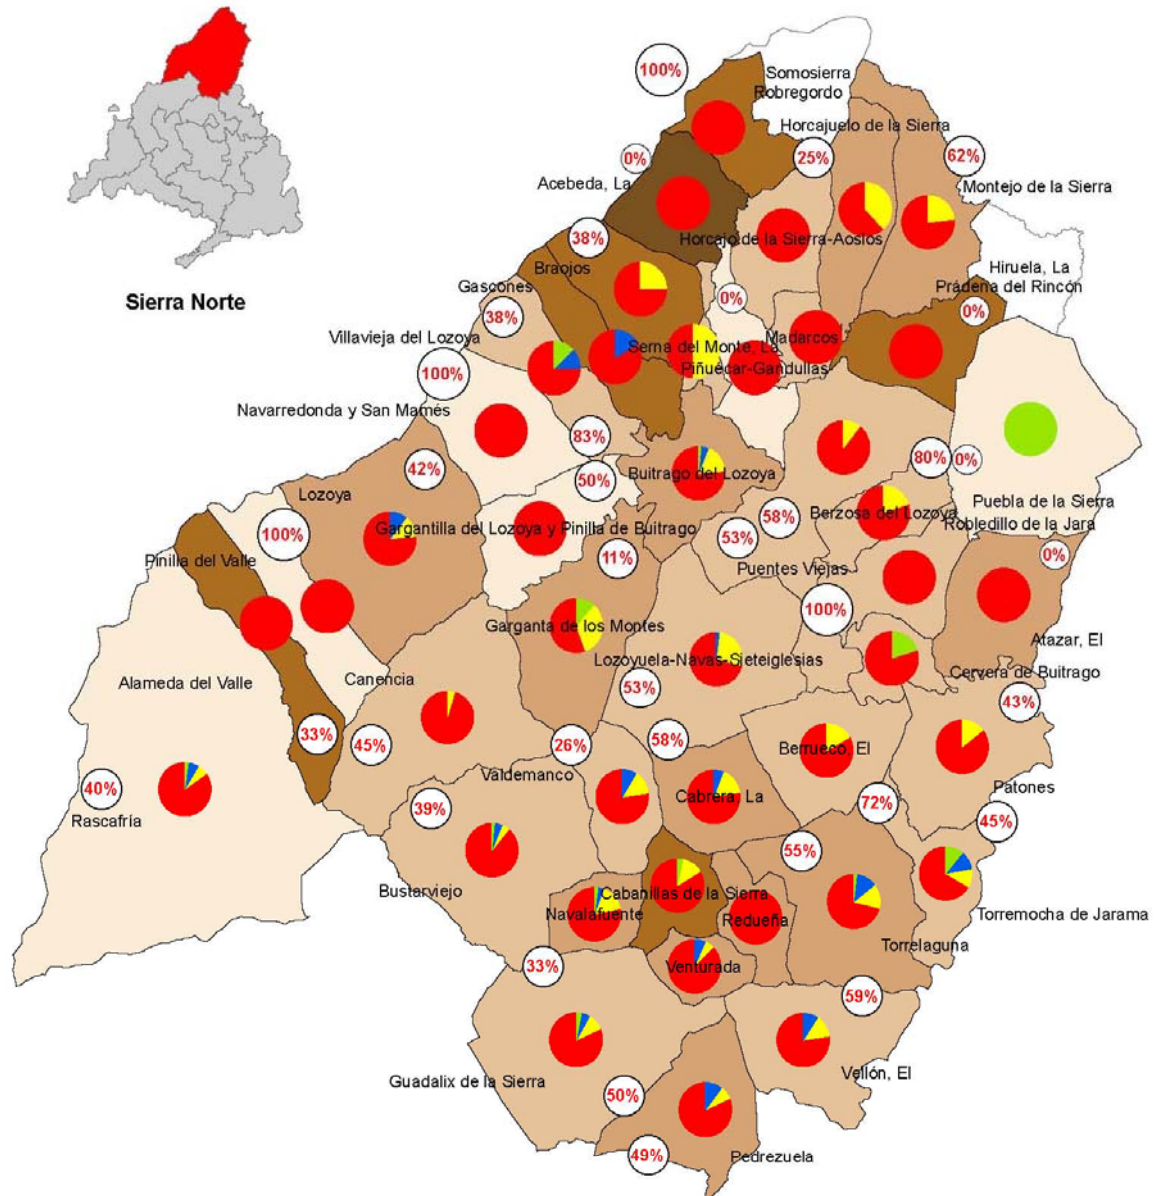 Sierra Norte
100%
Somosierra
Robregordo
Horcajuelo de la Sierra
0%
25%
62%
Acebeda, La
Montejo de la Sierra
38%
Horcajo de la Sierra-Aoslos
Braojos
Hiruela, La
Gascones
Prádena del Rincón
0%
0%
38%
Villavieja del Lozoya
Madarcos
Serna del Monte, La
Piñuécar-Gandullas
100%
Navarredonda y San Mamés
83%
42%
80%
0%
50%
Buitrago del Lozoya
Lozoya
Puebla de la Sierra
Berzosa del Lozoya
58%
Robledillo de la Jara
Gargantilla del Lozoya y Pinilla de Buitrago
100%
53%
11%
0%
Pinilla del Valle
Puentes Viejas
100%
Garganta de los Montes
Atazar, El
Lozoyuela-Navas-Sieteiglesias
Cervera de Buitrago
Canencia
Alameda del Valle
53%
43%
33%
45%
26%
58%
Berrueco, El
Valdemanco
40%
Cabrera, La
Patones
39%
72%
Rascafría
45%
55%
Bustarviejo
Cabanillas de la Sierra
Navalafuente
Redueña
Torremocha de Jarama
Torrelaguna
33%
Venturada
59%
Vellón, El
Guadalix de la Sierra
50%
49%
Pedrezuela